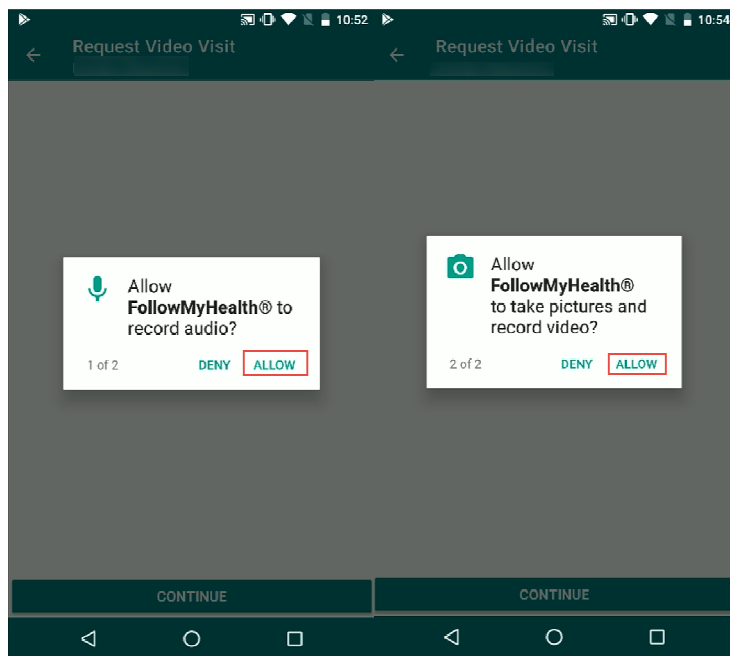 10:52
Request Video Visit
Allow
FollowMyHealth® to
record audio?
1 of 2
DENY
ALLOW
CONTINUE
10:54
Request Video Visit
Allow
FollowMyHealth®
to take pictures and
record video?
2 of 2
DENY
ALLOW
CONTINUE